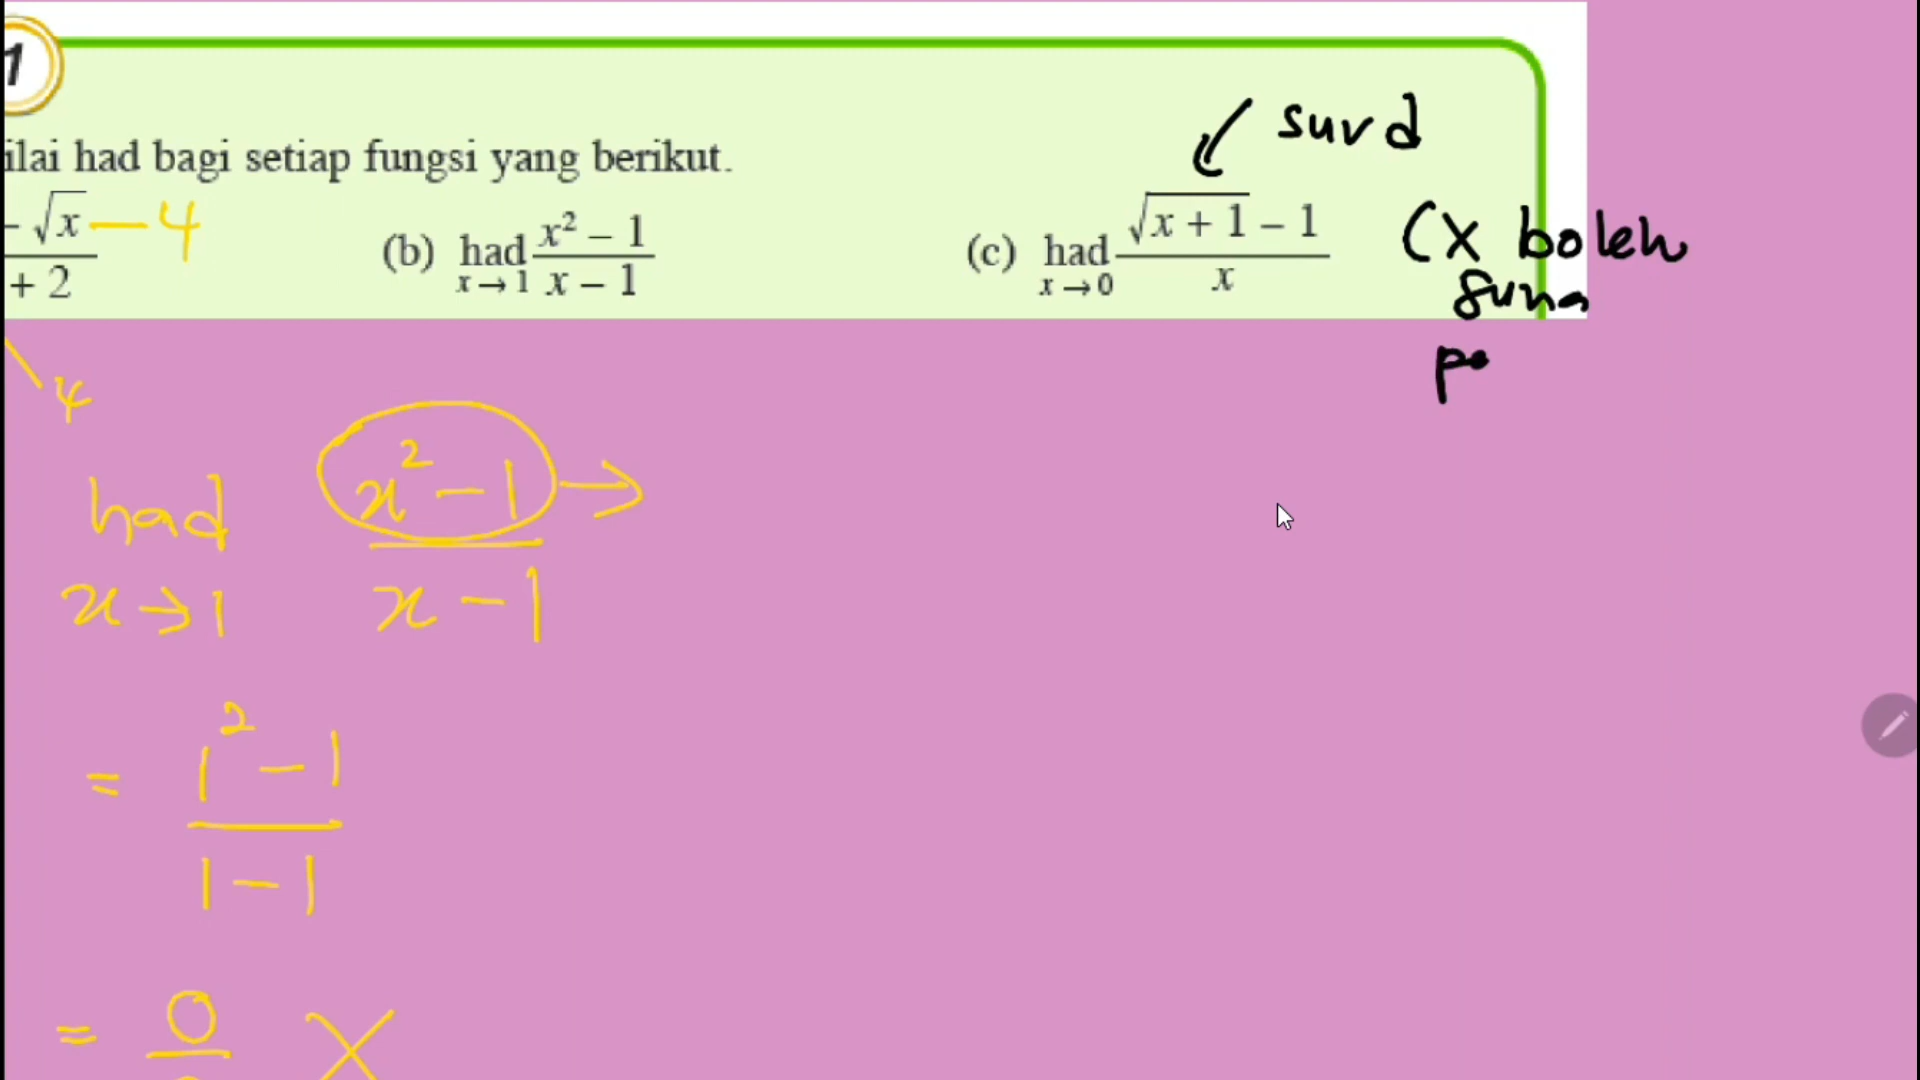 1
ilai had bagi setiap fungsi yang berikut.
surd
- √x - 4
+ 2
(b) had x² – 1
x → 1 x – 1
(c) had √x + 1 – 1
x → 0 x
(X boleh
guna
4
had x² - 1 →
x → 1 x - 1
= 1² - 1
1 - 1
= 0 X